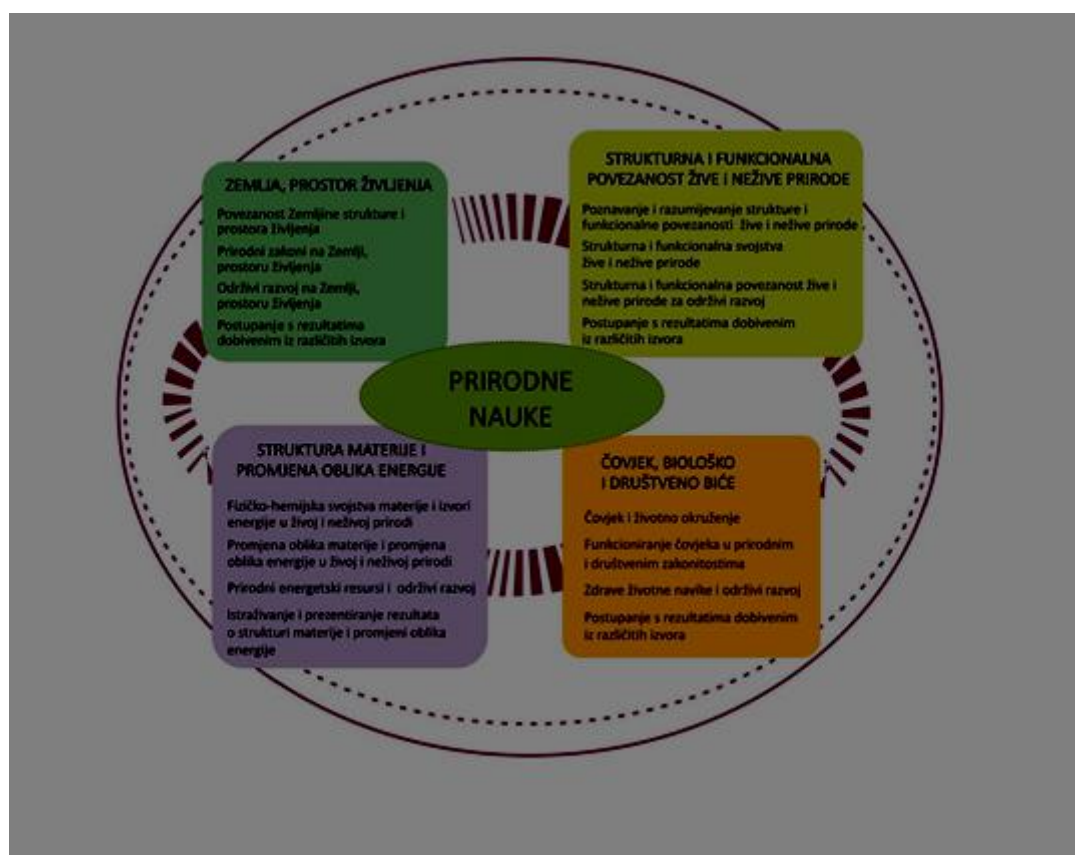 ZEMLJA, PROSTOR ŽIVLJENJA
Povezanost Zemljine strukture i
prostora življenja
Prirodni zakoni na Zemlji,
prostoru življenja
Održivi razvoj na Zemlji,
prostoru življenja
Postupanje s rezultatima
dobivenim iz različitih izvora
STRUKTURNA I FUNKCIONALNA
POVEZANOST ŽIVE I NEŽIVE PRIRODE
Poznavanje i razumijevanje strukture i
funkcionalne povezanosti žive i nežive prirode
Strukturna i funkcionalna svojstva
žive i nežive prirode
Strukturna i funkcionalna povezanost žive i
nežive prirode za održivi razvoj
Postupanje s rezultatima dobivenim
iz različitih izvora
PRIRODNE
NAUKE
STRUKTURA MATERIJE I
PROMJENA OBLIKA ENERGIJE
Fizičko-hemijska svojstva materije i izvori
energije u živoj i neživoj prirodi
Promjena oblika materije i promjena
oblika energije u živoj i neživoj prirodi
Prirodni energetski resursi i održivi razvoj
Istraživanje i prezentiranje rezultata
o strukturi materije i promjeni oblika
energije
ČOVJEK, BIOLOŠKO
I DRUŠTVENO BIĆE
Čovjek i životno okruženje
Funkcioniranje čovjeka u prirodnim
i društvenim zakonitostima
Zdrave životne navike i održivi razvoj
Postupanje s rezultatima dobivenim
iz različitih izvora